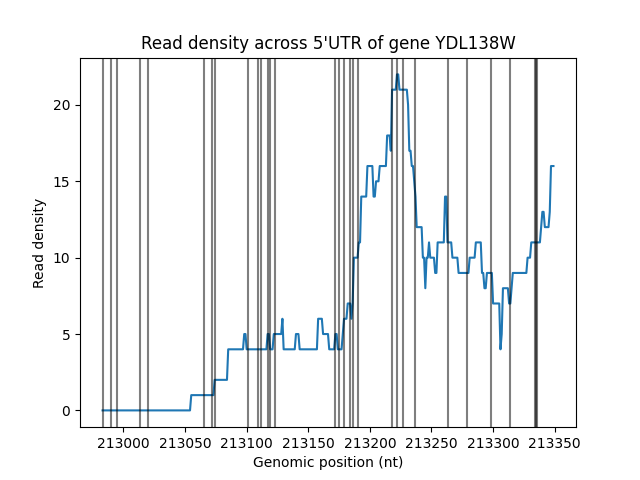 Read density across 5'UTR of gene YDL138W
Read density
20
15
10
5
0
213000 213050 213100 213150 213200 213250 213300 213350
Genomic position (nt)